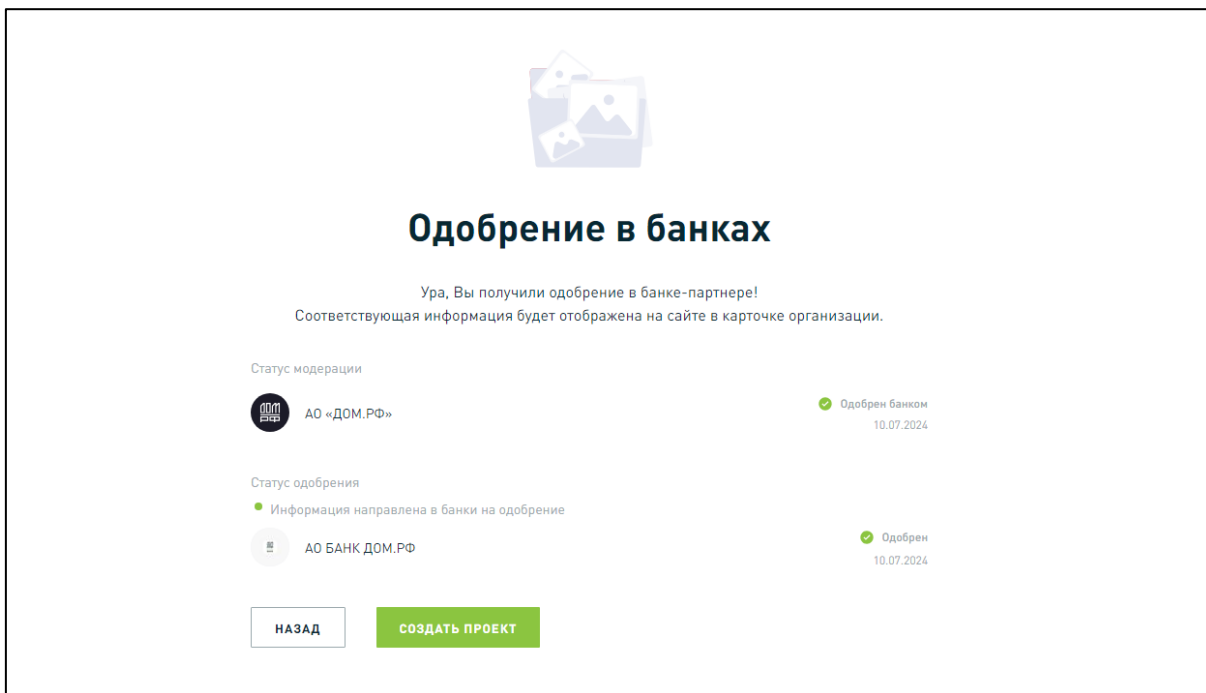 Одобрение в банках
Ура, Вы получили одобрение в банке-партнере!
Соответствующая информация будет отображена на сайте в карточке организации.
Статус модерации
ДОМ
РФ
АО «ДОМ.РФ»
Одобрен банком
10.07.2024
Статус одобрения
Информация направлена в банки на одобрение
АО БАНК ДОМ.РФ
Одобрен
10.07.2024
НАЗАД
СОЗДАТЬ ПРОЕКТ